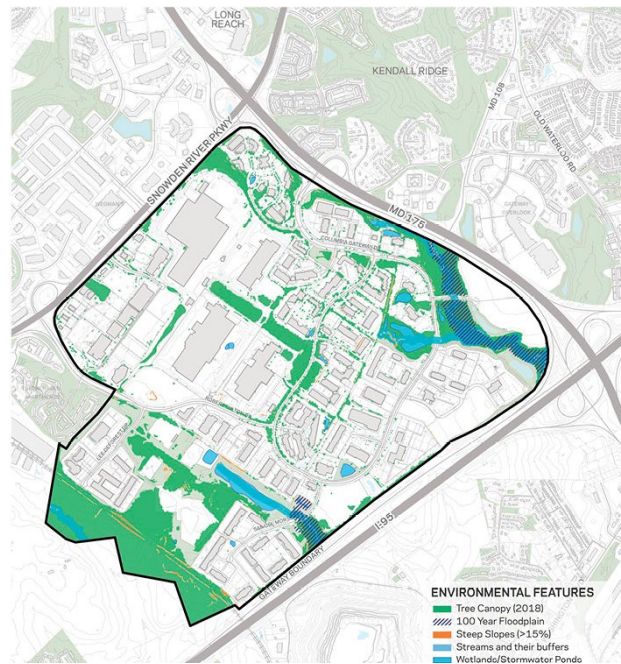 LONG
REACH
KENDALL RIDGE
MD 108
OLD WATERLOO RD
SNOWDEN RIVER PKWY
MD 175
GATEWAY
OVERLOOK
COLUMBIA GATEWAY DR
I-95
GATEWAY BOUNDARY
ENVIRONMENTAL FEATURES
Tree Canopy (2018)
100 Year Floodplain
Steep Slopes (>15%)
Streams and their buffers
Wetlands/Stormwater Ponds